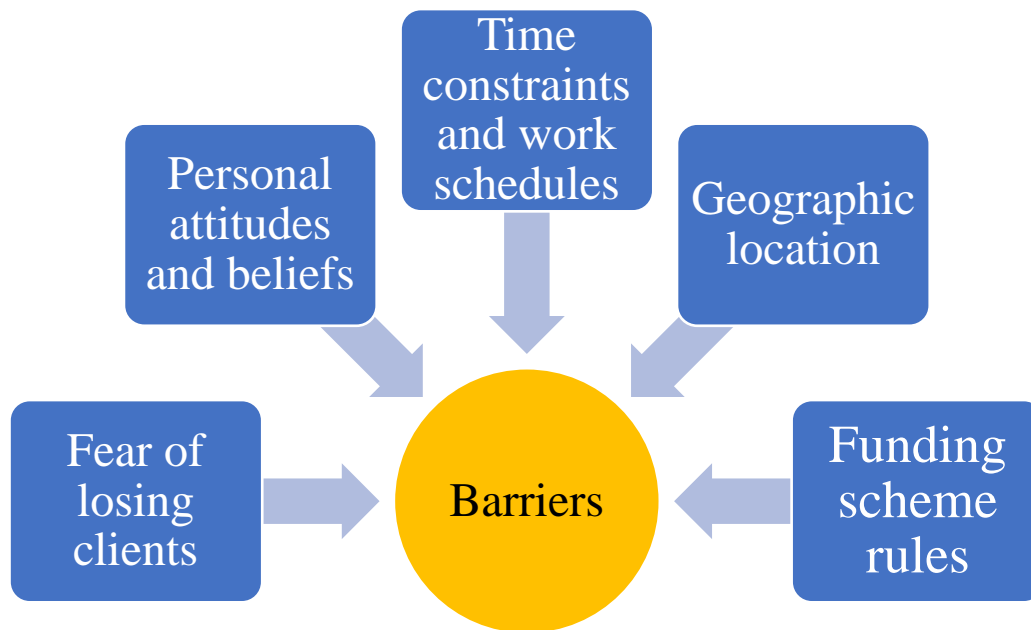 Time
constraints
and work
schedules
Personal
attitudes
and beliefs
Geographic
location
Fear of
losing
clients
Barriers
Funding
scheme
rules